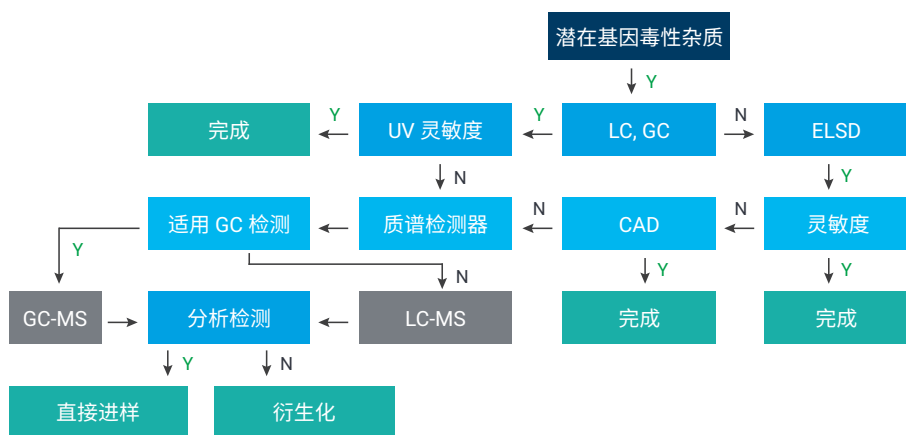 潜在基因毒性杂质
Y
完成
Y
UV 灵敏度
Y
LC, GC
N
ELSD
N
Y
适用 GC 检测
质谱检测器
N
CAD
N
灵敏度
Y
N
Y
Y
GC-MS
分析检测
LC-MS
完成
完成
Y
N
直接进样
衍生化